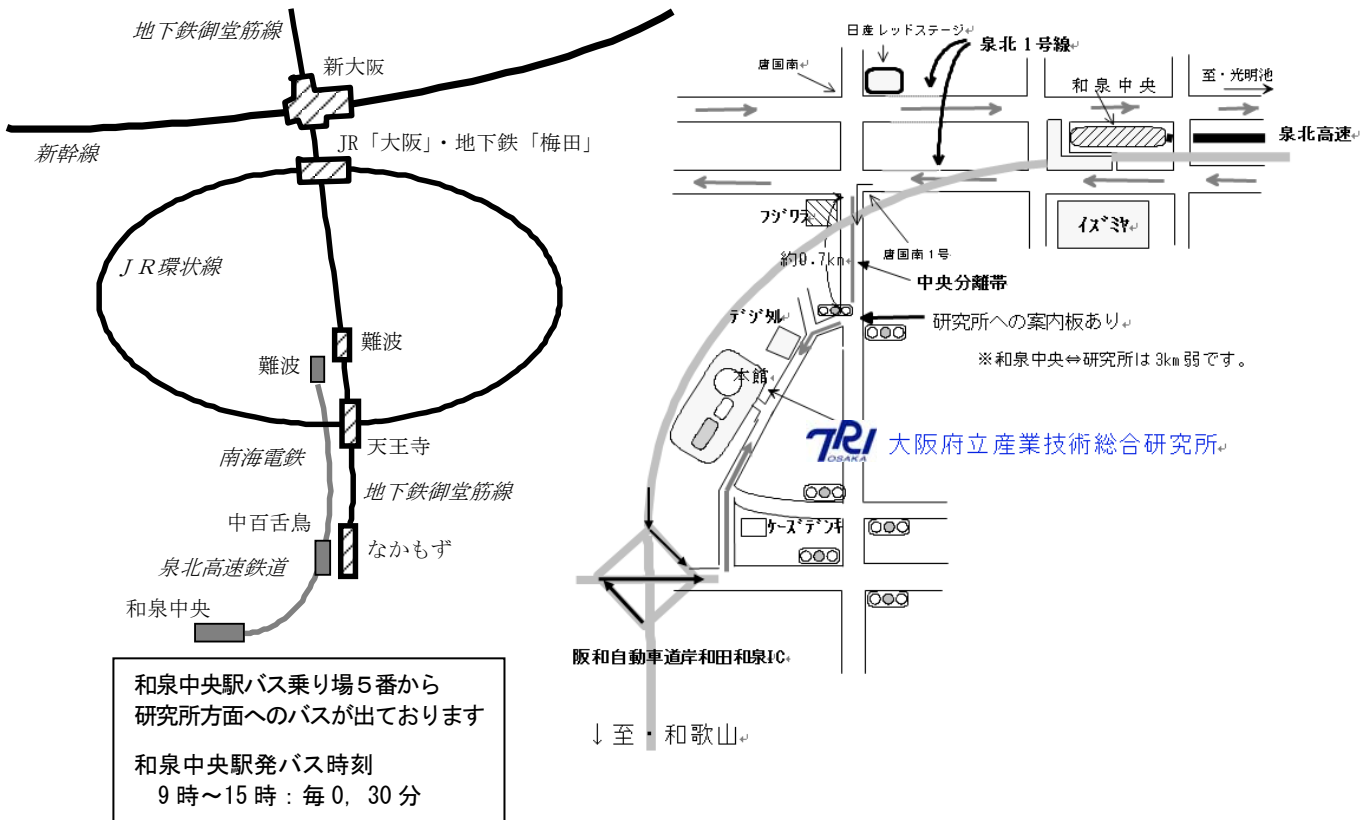 地下鉄御堂筋線
新大阪
新幹線
JR「大阪」・地下鉄「梅田」
JR環状線
難波
難波
天王寺
南海電鉄
地下鉄御堂筋線
中百舌鳥
なかもず
泉北高速鉄道
和泉中央
和泉中央駅バス乗り場5番から
研究所方面へのバスが出ております
和泉中央駅発バス時刻
9時~15時:毎0, 30分
日産レッドステージ
泉北1号線
唐国南
和泉中央
至・光明池
泉北高速
フジワラ
イズミヤ
約0.7km
唐国南1号
中央分離帯
デジタル
研究所への案内板あり
※和泉中央⇔研究所は3km弱です。
本館
TRI
OSAKA
大阪府立産業技術総合研究所
ケーズデンキ
阪和自動車道岸和田和泉IC
↓至・和歌山